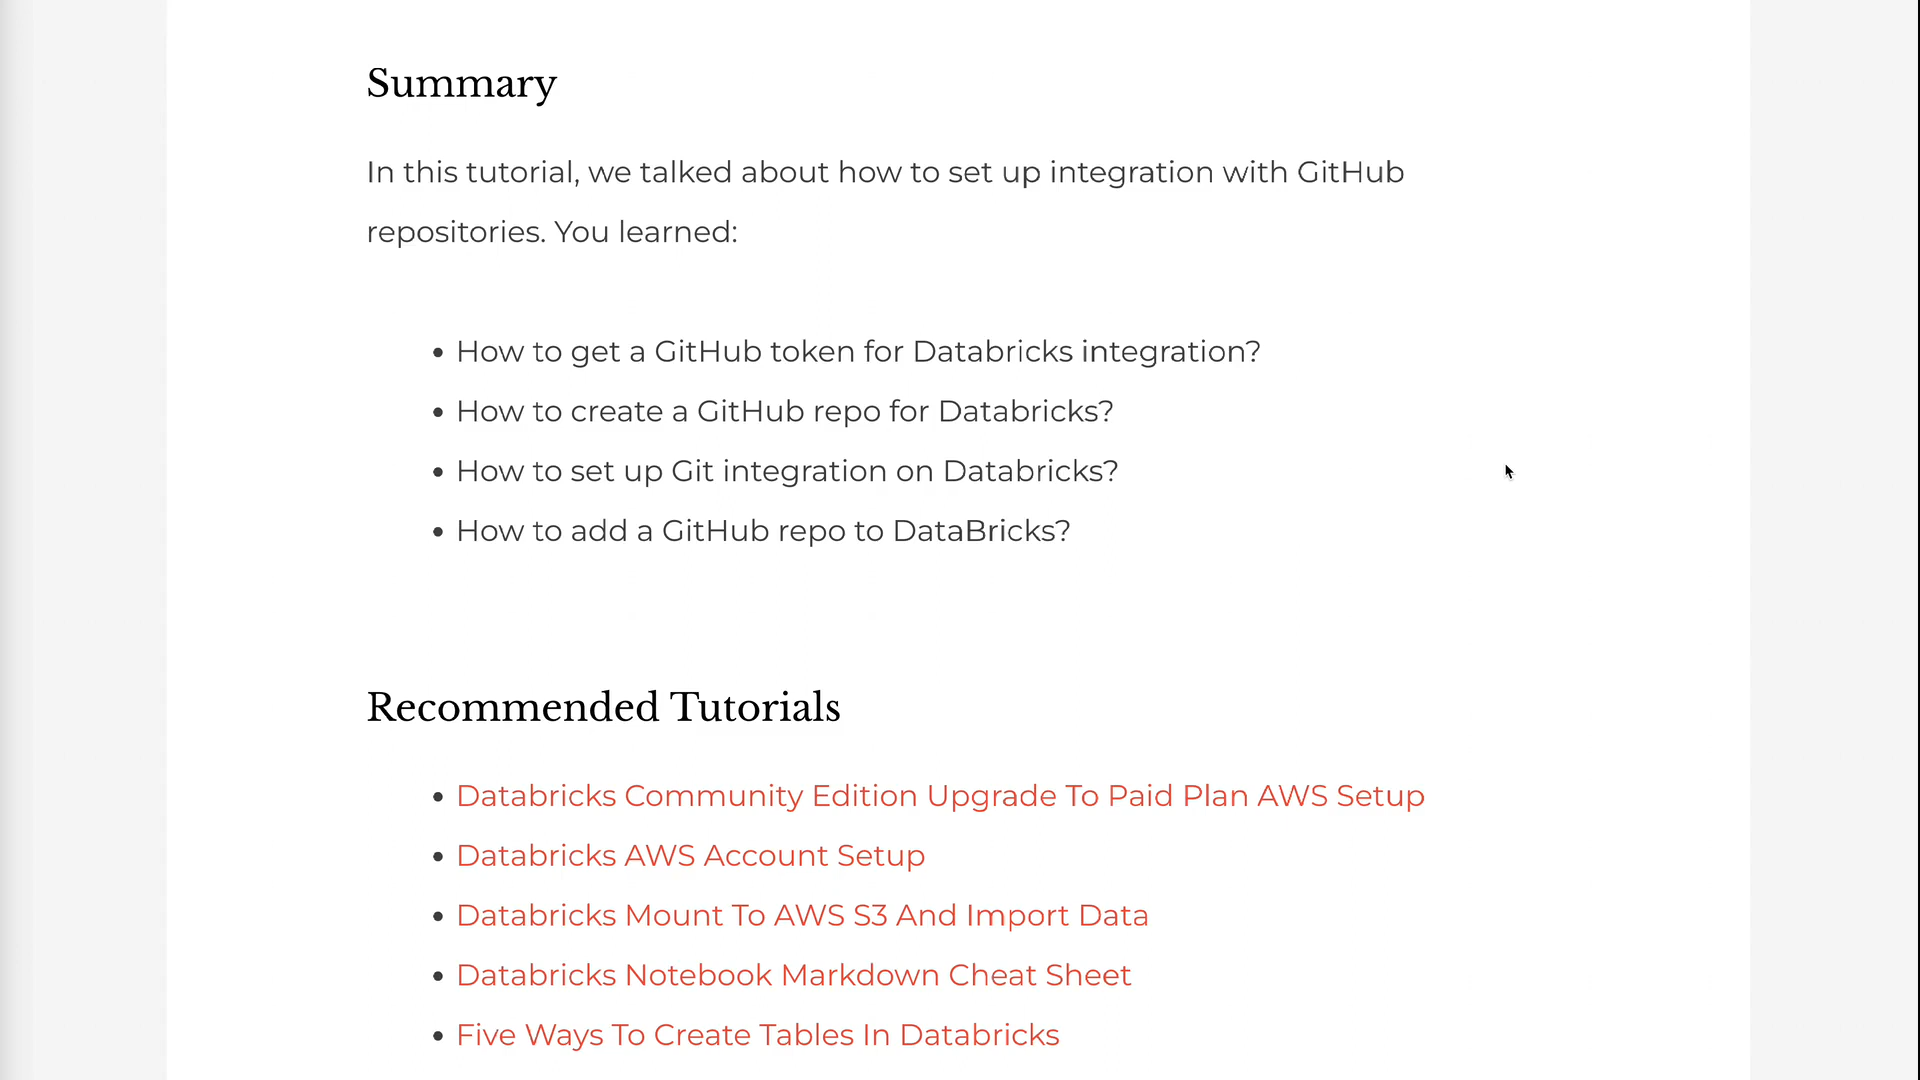 Summary
In this tutorial, we talked about how to set up integration with GitHub
repositories. You learned:
• How to get a GitHub token for Databricks integration?
• How to create a GitHub repo for Databricks?
• How to set up Git integration on Databricks?
• How to add a GitHub repo to DataBricks?
Recommended Tutorials
• Databricks Community Edition Upgrade To Paid Plan AWS Setup
• Databricks AWS Account Setup
• Databricks Mount To AWS S3 And Import Data
• Databricks Notebook Markdown Cheat Sheet
• Five Ways To Create Tables In Databricks